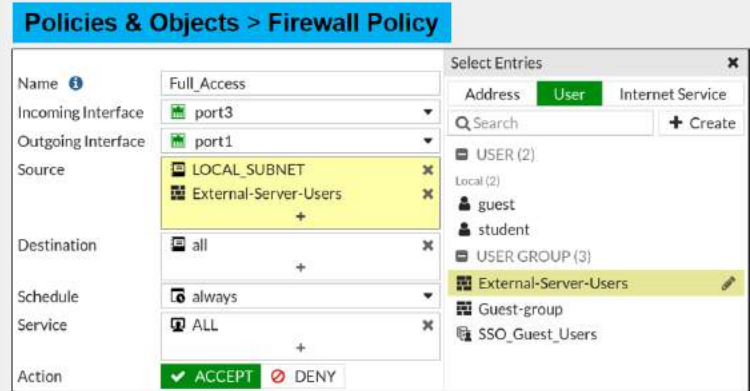 Policies & Objects > Firewall Policy
Name
Full_Access
Incoming Interface
port3
Outgoing Interface
port1
Source
LOCAL_SUBNET
External-Server-Users
+
Destination
all
+
Schedule
always
Service
ALL
+
Action
ACCEPT
DENY
Select Entries
Address
User
Internet Service
Search
+ Create
USER (2)
Local (2)
guest
student
USER GROUP (3)
External-Server-Users
Guest-group
SSO_Guest_Users